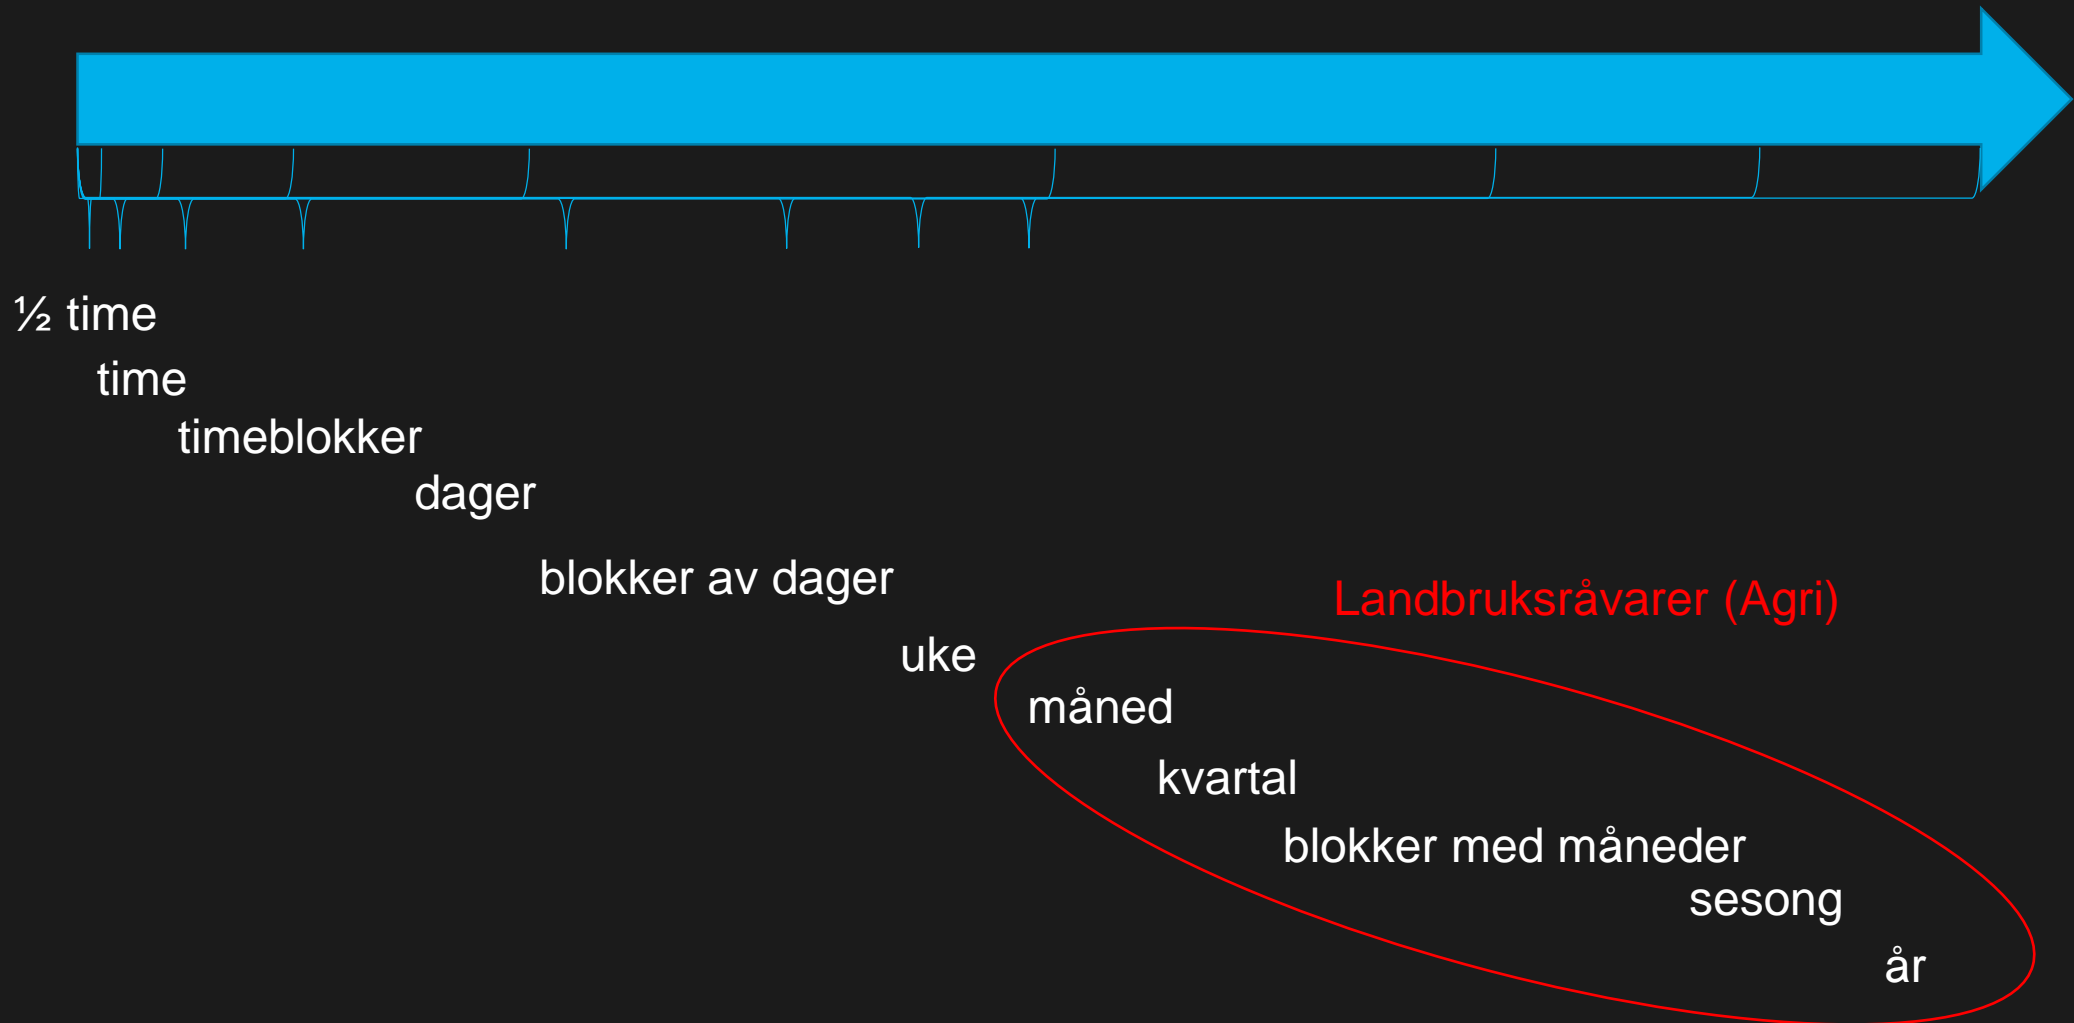 ½ time
time
timeblokker
dager
blokker av dager
Landbruksråvarer (Agri)
uke
måned
kvartal
blokker med måneder
sesong
år